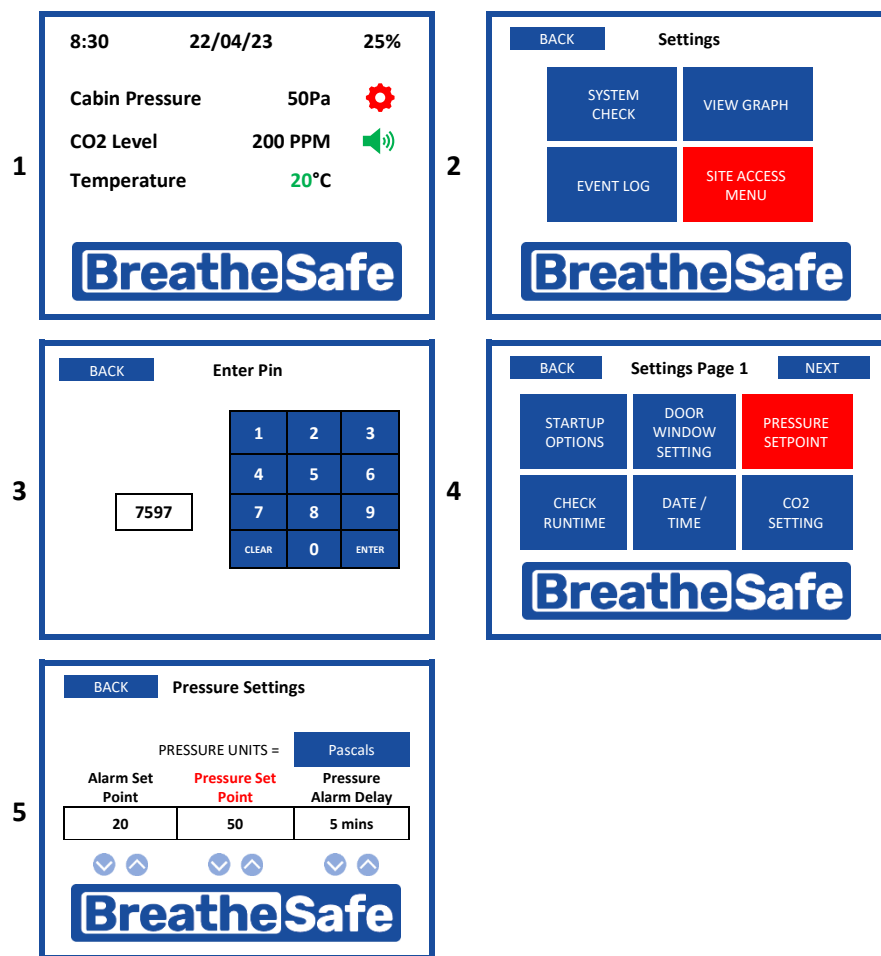 1
8:30 22/04/23 25%
Cabin Pressure 50Pa
CO2 Level 200 PPM
Temperature 20°C
BreatheSafe
2
BACK Settings
SYSTEM
CHECK
VIEW GRAPH
EVENT LOG
SITE ACCESS
MENU
BreatheSafe
3
BACK Enter Pin
7597
1 2 3
4 5 6
7 8 9
CLEAR 0 ENTER
4
BACK Settings Page 1 NEXT
STARTUP
OPTIONS
DOOR
WINDOW
SETTING
PRESSURE
SETPOINT
CHECK
RUNTIME
DATE /
TIME
CO2
SETTING
BreatheSafe
5
BACK Pressure Settings
PRESSURE UNITS = Pascals
Alarm Set
Point
Pressure Set
Point
Pressure
Alarm Delay
20 50 5 mins
BreatheSafe